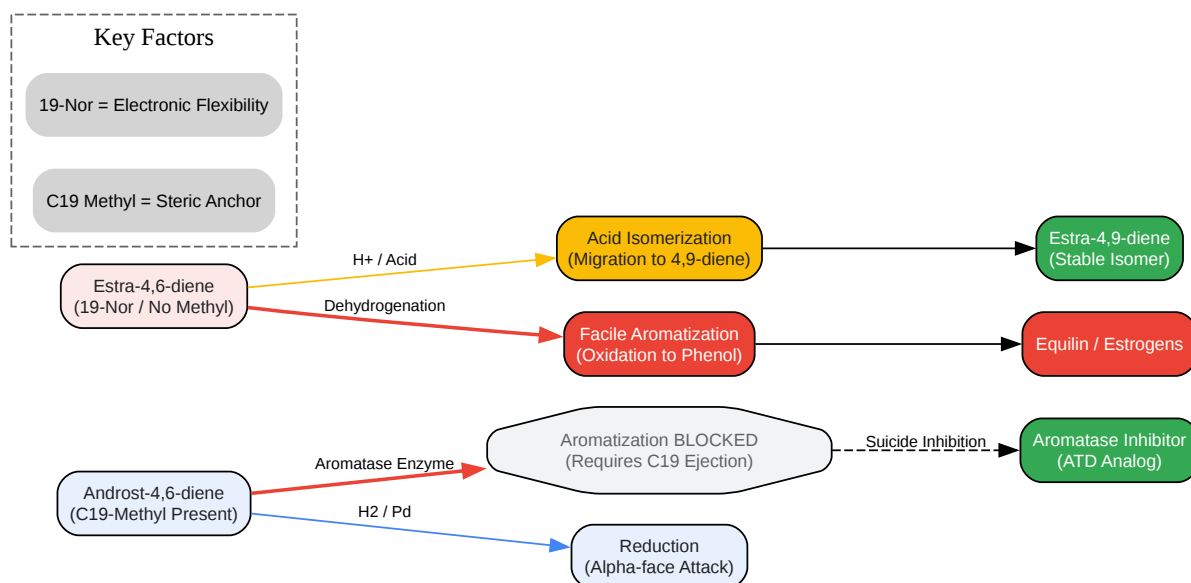 Key Factors
19-Nor = Electronic Flexibility
C19 Methyl = Steric Anchor
Estra-4,6-diene
(19-Nor / No Methyl)
H+ / Acid
Dehydrogenation
Acid Isomerization
(Migration to 4,9-diene)
Estra-4,9-diene
(Stable Isomer)
Facile Aromatization
(Oxidation to Phenol)
Equilin / Estrogens
Androst-4,6-diene
(C19-Methyl Present)
Aromatase Enzyme
H2 / Pd
Aromatization BLOCKED
(Requires C19 Ejection)
Suicide Inhibition
Aromatase Inhibitor
(ATD Analog)
Reduction
(Alpha-face Attack)